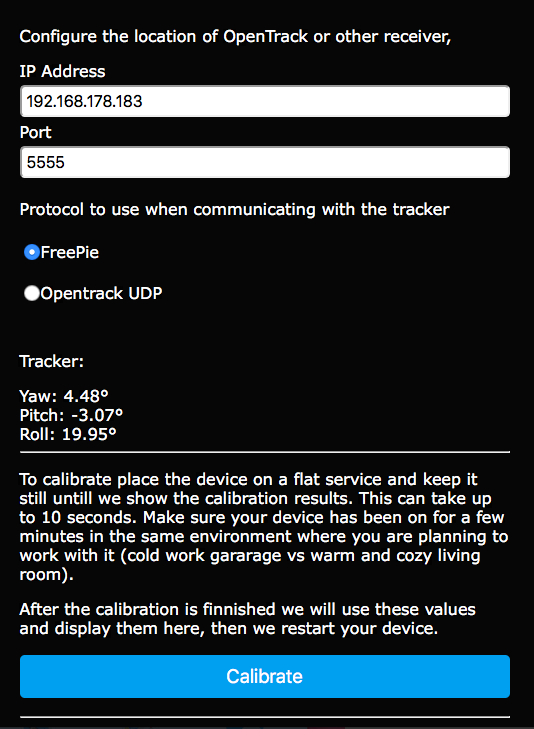 Configure the location of OpenTrack or other receiver,
IP Address
192.168.178.183
Port
5555
Protocol to use when communicating with the tracker
FreePie
Opentrack UDP
Tracker:
Yaw: 4.48°
Pitch: -3.07°
Roll: 19.95°
To calibrate place the device on a flat service and keep it
still untill we show the calibration results. This can take up
to 10 seconds. Make sure your device has been on for a few
minutes in the same environment where you are planning to
work with it (cold work gararage vs warm and cozy living
room).
After the calibration is finnished we will use these values
and display them here, then we restart your device.
Calibrate